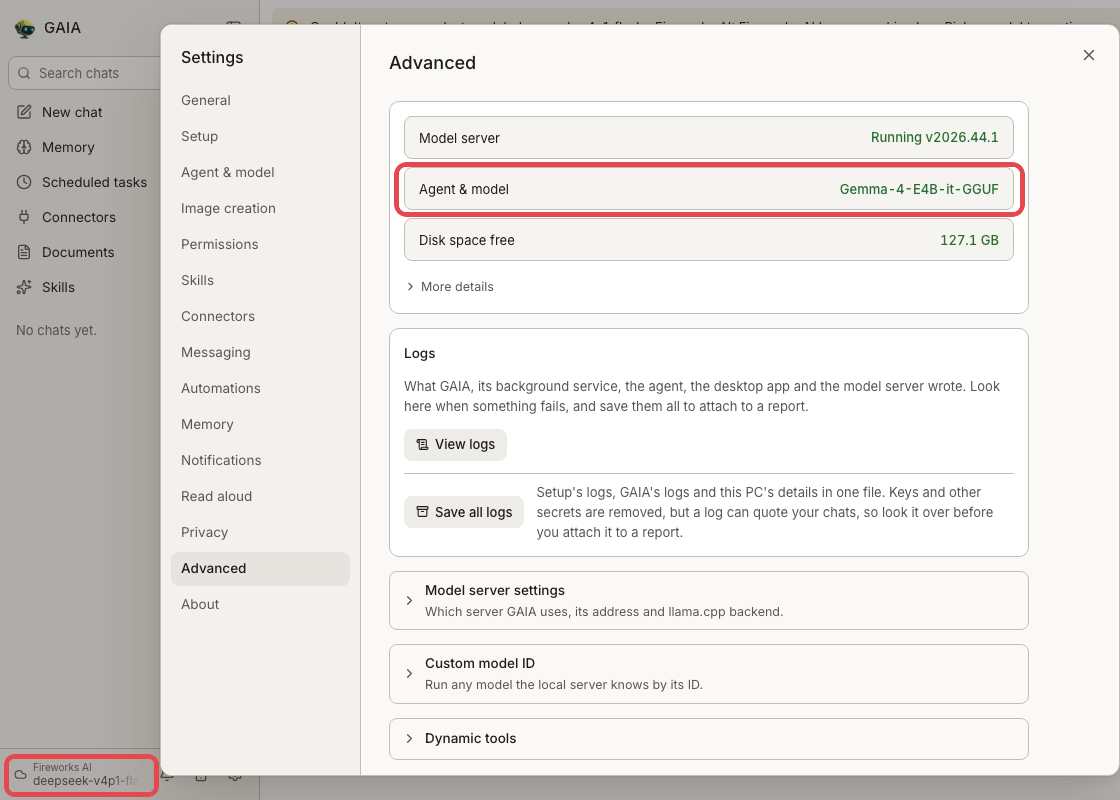 GAIA
Search chats
New chat
Memory
Scheduled tasks
Connectors
Documents
Skills
No chats yet.
Fireworks AI
deepseek-v4p1-fla
Settings
General
Setup
Agent & model
Image creation
Permissions
Skills
Connectors
Messaging
Automations
Memory
Notifications
Read aloud
Privacy
Advanced
About
Advanced
Model server Running v2026.44.1
Agent & model Gemma-4-E4B-it-GGUF
Disk space free 127.1 GB
More details
Logs
What GAIA, its background service, the agent, the desktop app and the model server wrote. Look
here when something fails, and save them all to attach to a report.
View logs
Save all logs
Setup's logs, GAIA's logs and this PC's details in one file. Keys and other
secrets are removed, but a log can quote your chats, so look it over before
you attach it to a report.
Model server settings
Which server GAIA uses, its address and llama.cpp backend.
Custom model ID
Run any model the local server knows by its ID.
Dynamic tools